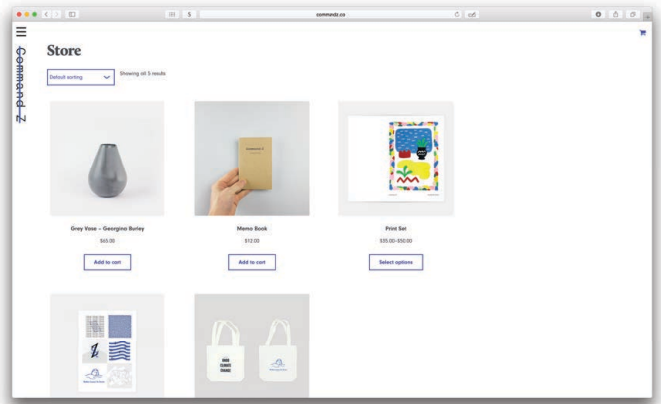 commandz.co
Command Z
Store
Default sorting
Showing all 5 results
Grey Vase – Georgina Burley
$65.00
Add to cart
Memo Book
$12.00
Add to cart
Print Set
$35.00–$50.00
Select options